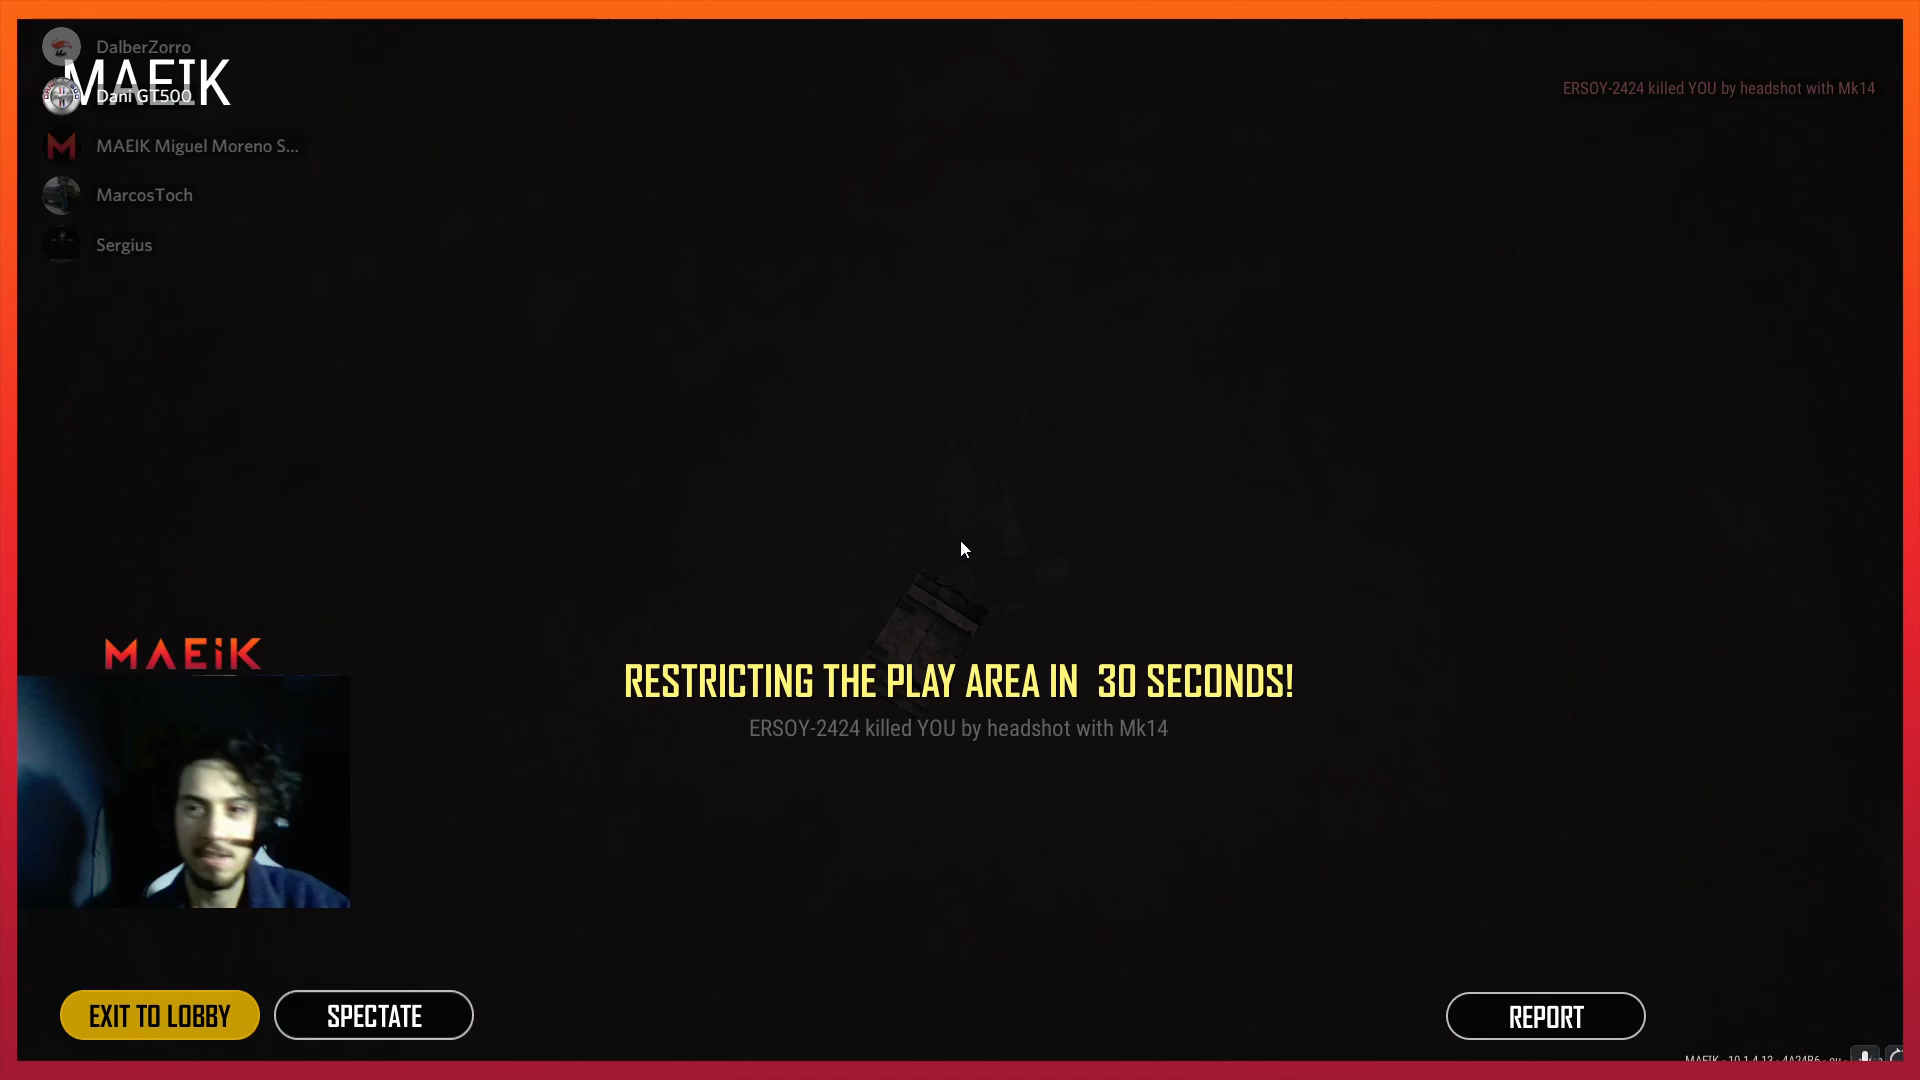 DalberZorro
MAEIK
Dani GT500
MAEIK Miguel Moreno S...
MarcosToch
Sergius
ERSOY-2424 killed YOU by headshot with Mk14
MAEiK
RESTRICTING THE PLAY AREA IN 30 SECONDS!
ERSOY-2424 killed YOU by headshot with Mk14
EXIT TO LOBBY
SPECTATE
REPORT